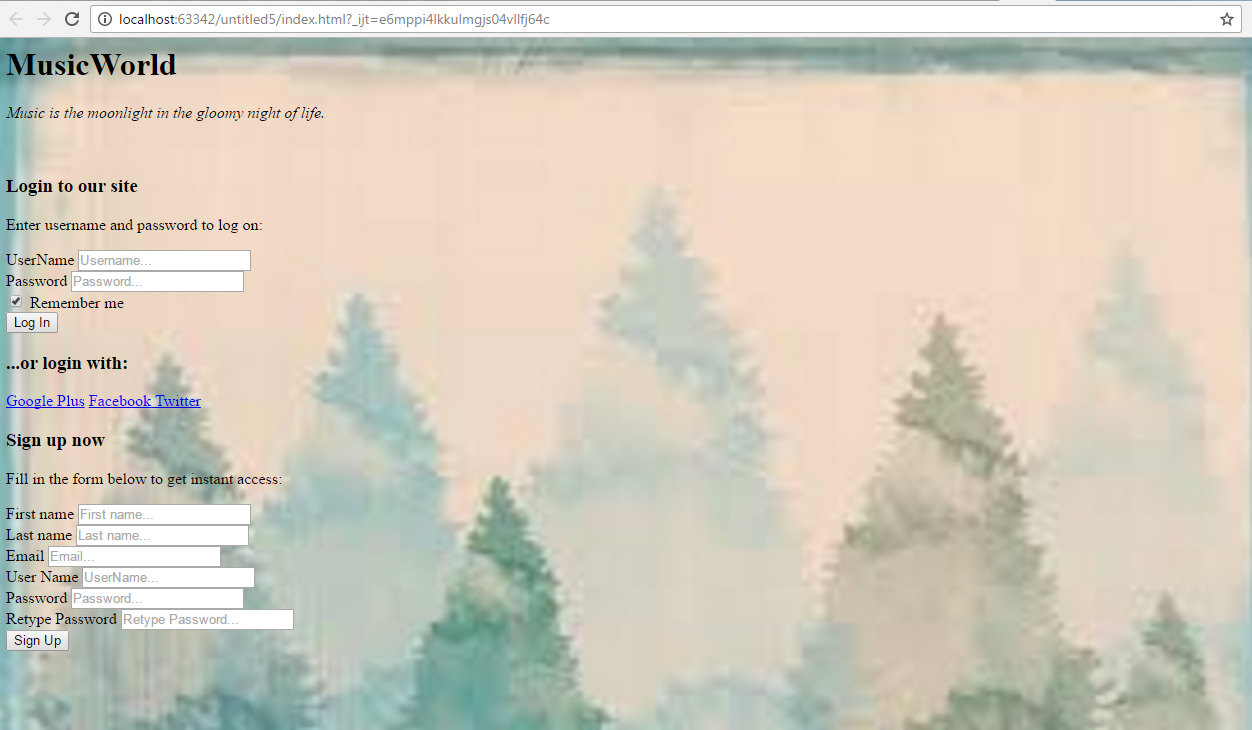 localhost:63342/untitled5/index.html?_ijt=e6mppi4lkkulmgjs04vllfj64c
MusicWorld
Music is the moonlight in the gloomy night of life.
Login to our site
Enter username and password to log on:
UserName Username...
Password Password...
Remember me
Log In
...or login with:
Google Plus Facebook Twitter
Sign up now
Fill in the form below to get instant access:
First name First name...
Last name Last name...
Email Email...
User Name UserName...
Password Password...
Retype Password Retype Password...
Sign Up